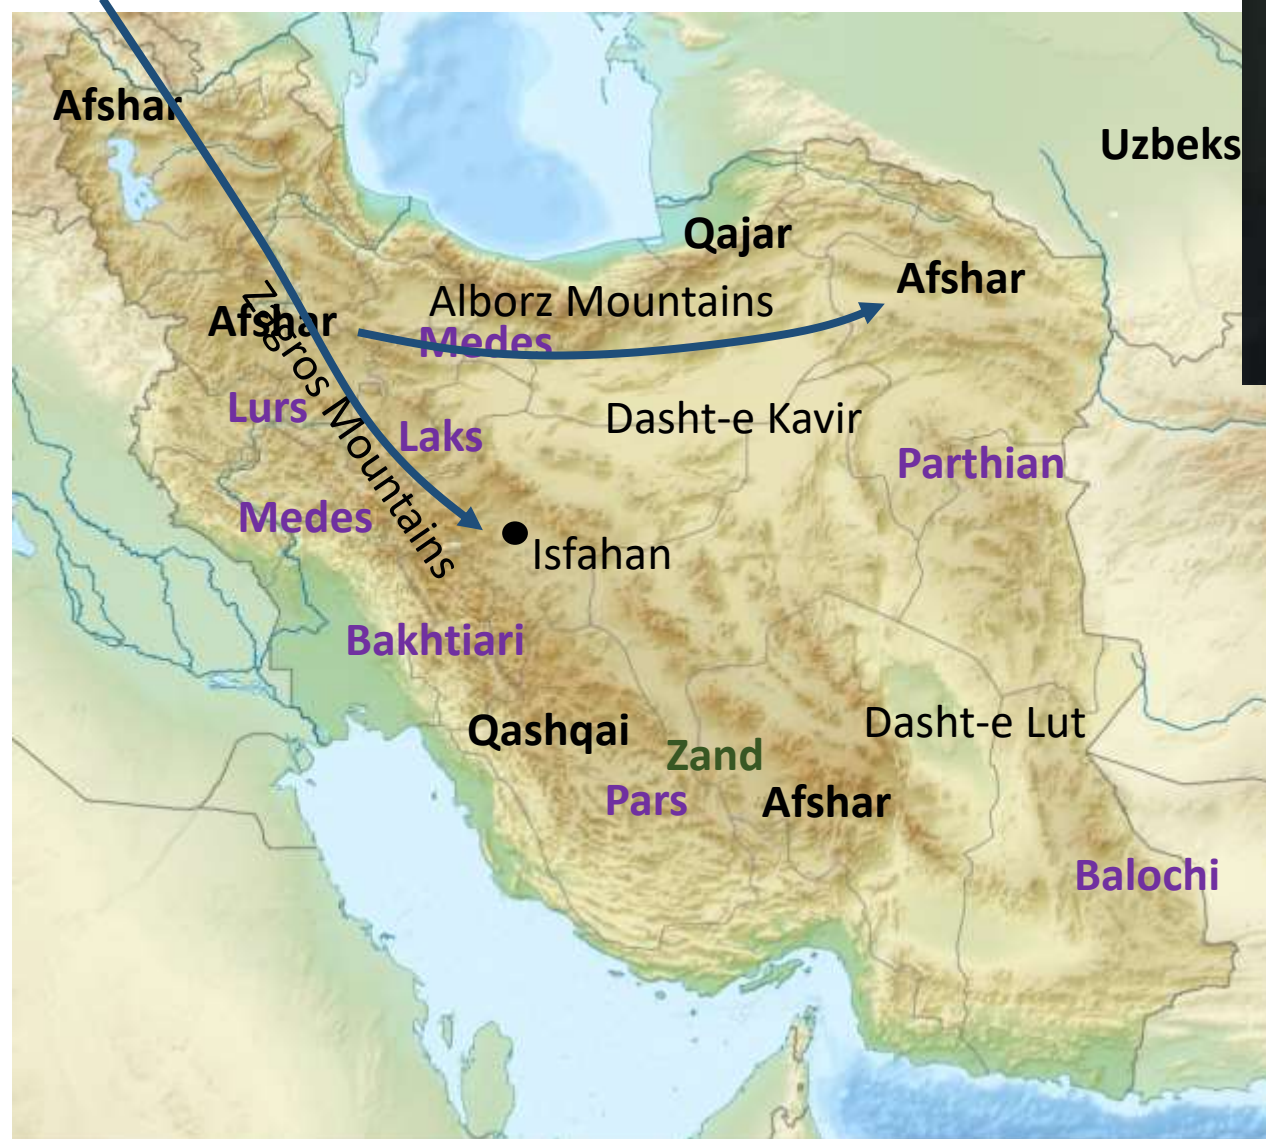 Afshar
Uzbeks
Qajar
Afshar
Alborz Mountains
Afshar
Medes
Zagros Mountains
Lurs
Laks
Dasht-e Kavir
Parthian
Medes
Isfahan
Bakhtiari
Qashqai
Dasht-e Lut
Zand
Pars
Afshar
Balochi